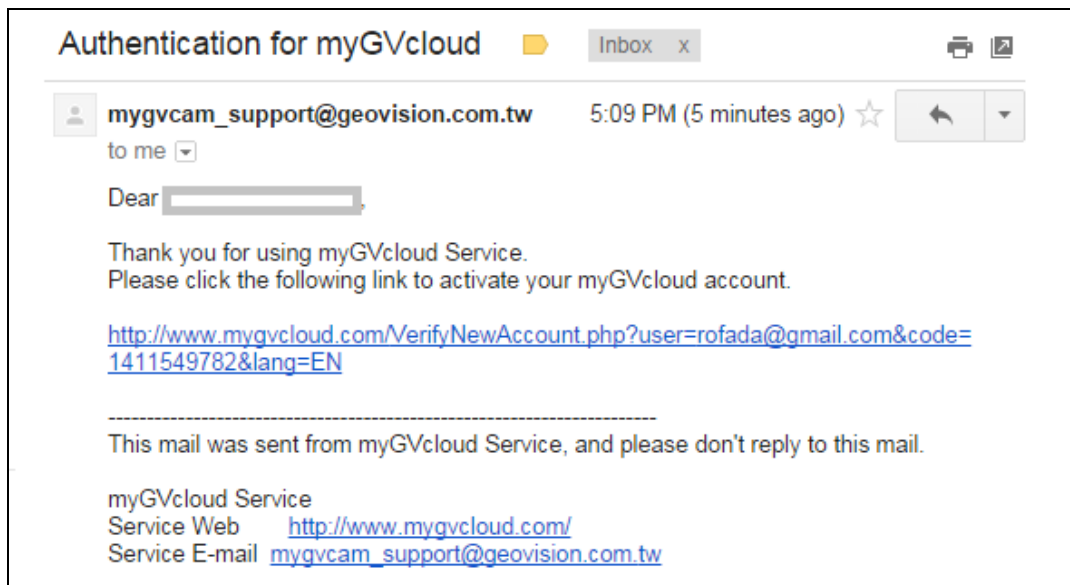 Authentication for myGVcloud Inbox x
mygvcam_support@geovision.com.tw 5:09 PM (5 minutes ago)
to me
Dear ,
Thank you for using myGVcloud Service.
Please click the following link to activate your myGVcloud account.
http://www.mygvcloud.com/VerifyNewAccount.php?user=rofada@gmail.com&code=
1411549782&lang=EN
-----------------------------------------------------------------------
This mail was sent from myGVcloud Service, and please don't reply to this mail.
myGVcloud Service
Service Web http://www.mygvcloud.com/
Service E-mail mygvcam_support@geovision.com.tw